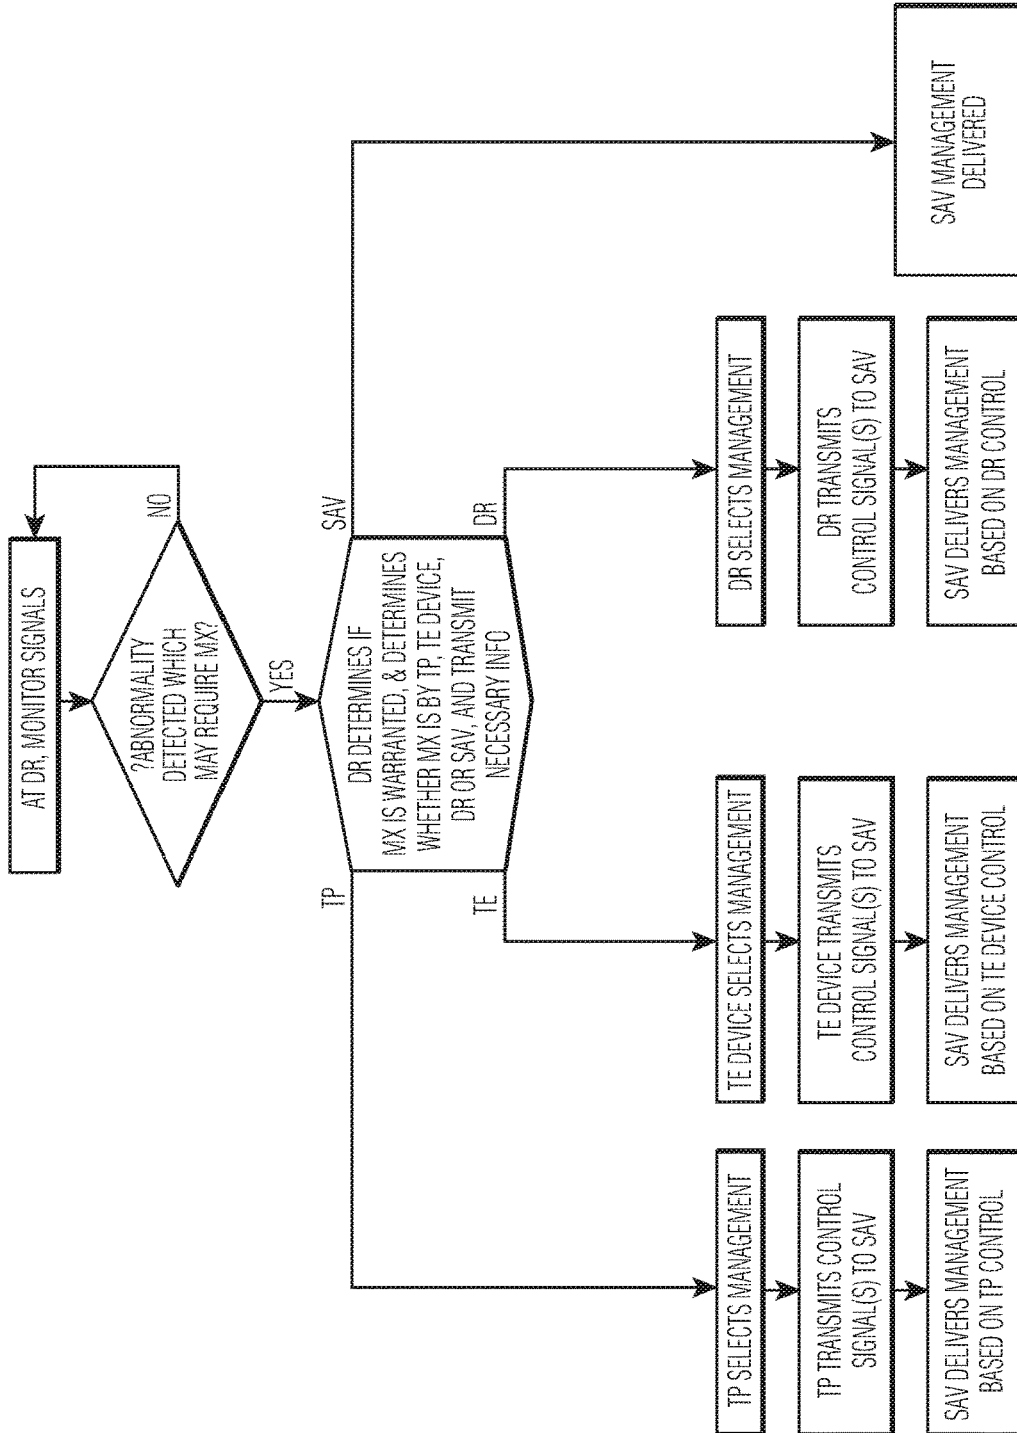 AT DR, MONITOR SIGNALS
?ABNORMALITY
DETECTED WHICH
MAY REQUIRE MX?
NO
YES
DR DETERMINES IF
MX IS WARRANTED, & DETERMINES
WHETHER MX IS BY TP, TE DEVICE,
DR OR SAV, AND TRANSMIT
NECESSARY INFO
TP
TE
SAV
DR
TP SELECTS MANAGEMENT
TP TRANSMITS CONTROL
SIGNAL(S) TO SAV
SAV DELIVERS MANAGEMENT
BASED ON TP CONTROL
TE DEVICE SELECTS MANAGEMENT
TE DEVICE TRANSMITS
CONTROL SIGNAL(S) TO SAV
SAV DELIVERS MANAGEMENT
BASED ON TE DEVICE CONTROL
DR SELECTS MANAGEMENT
DR TRANSMITS
CONTROL SIGNAL(S) TO SAV
SAV DELIVERS MANAGEMENT
BASED ON DR CONTROL
SAV MANAGEMENT
DELIVERED